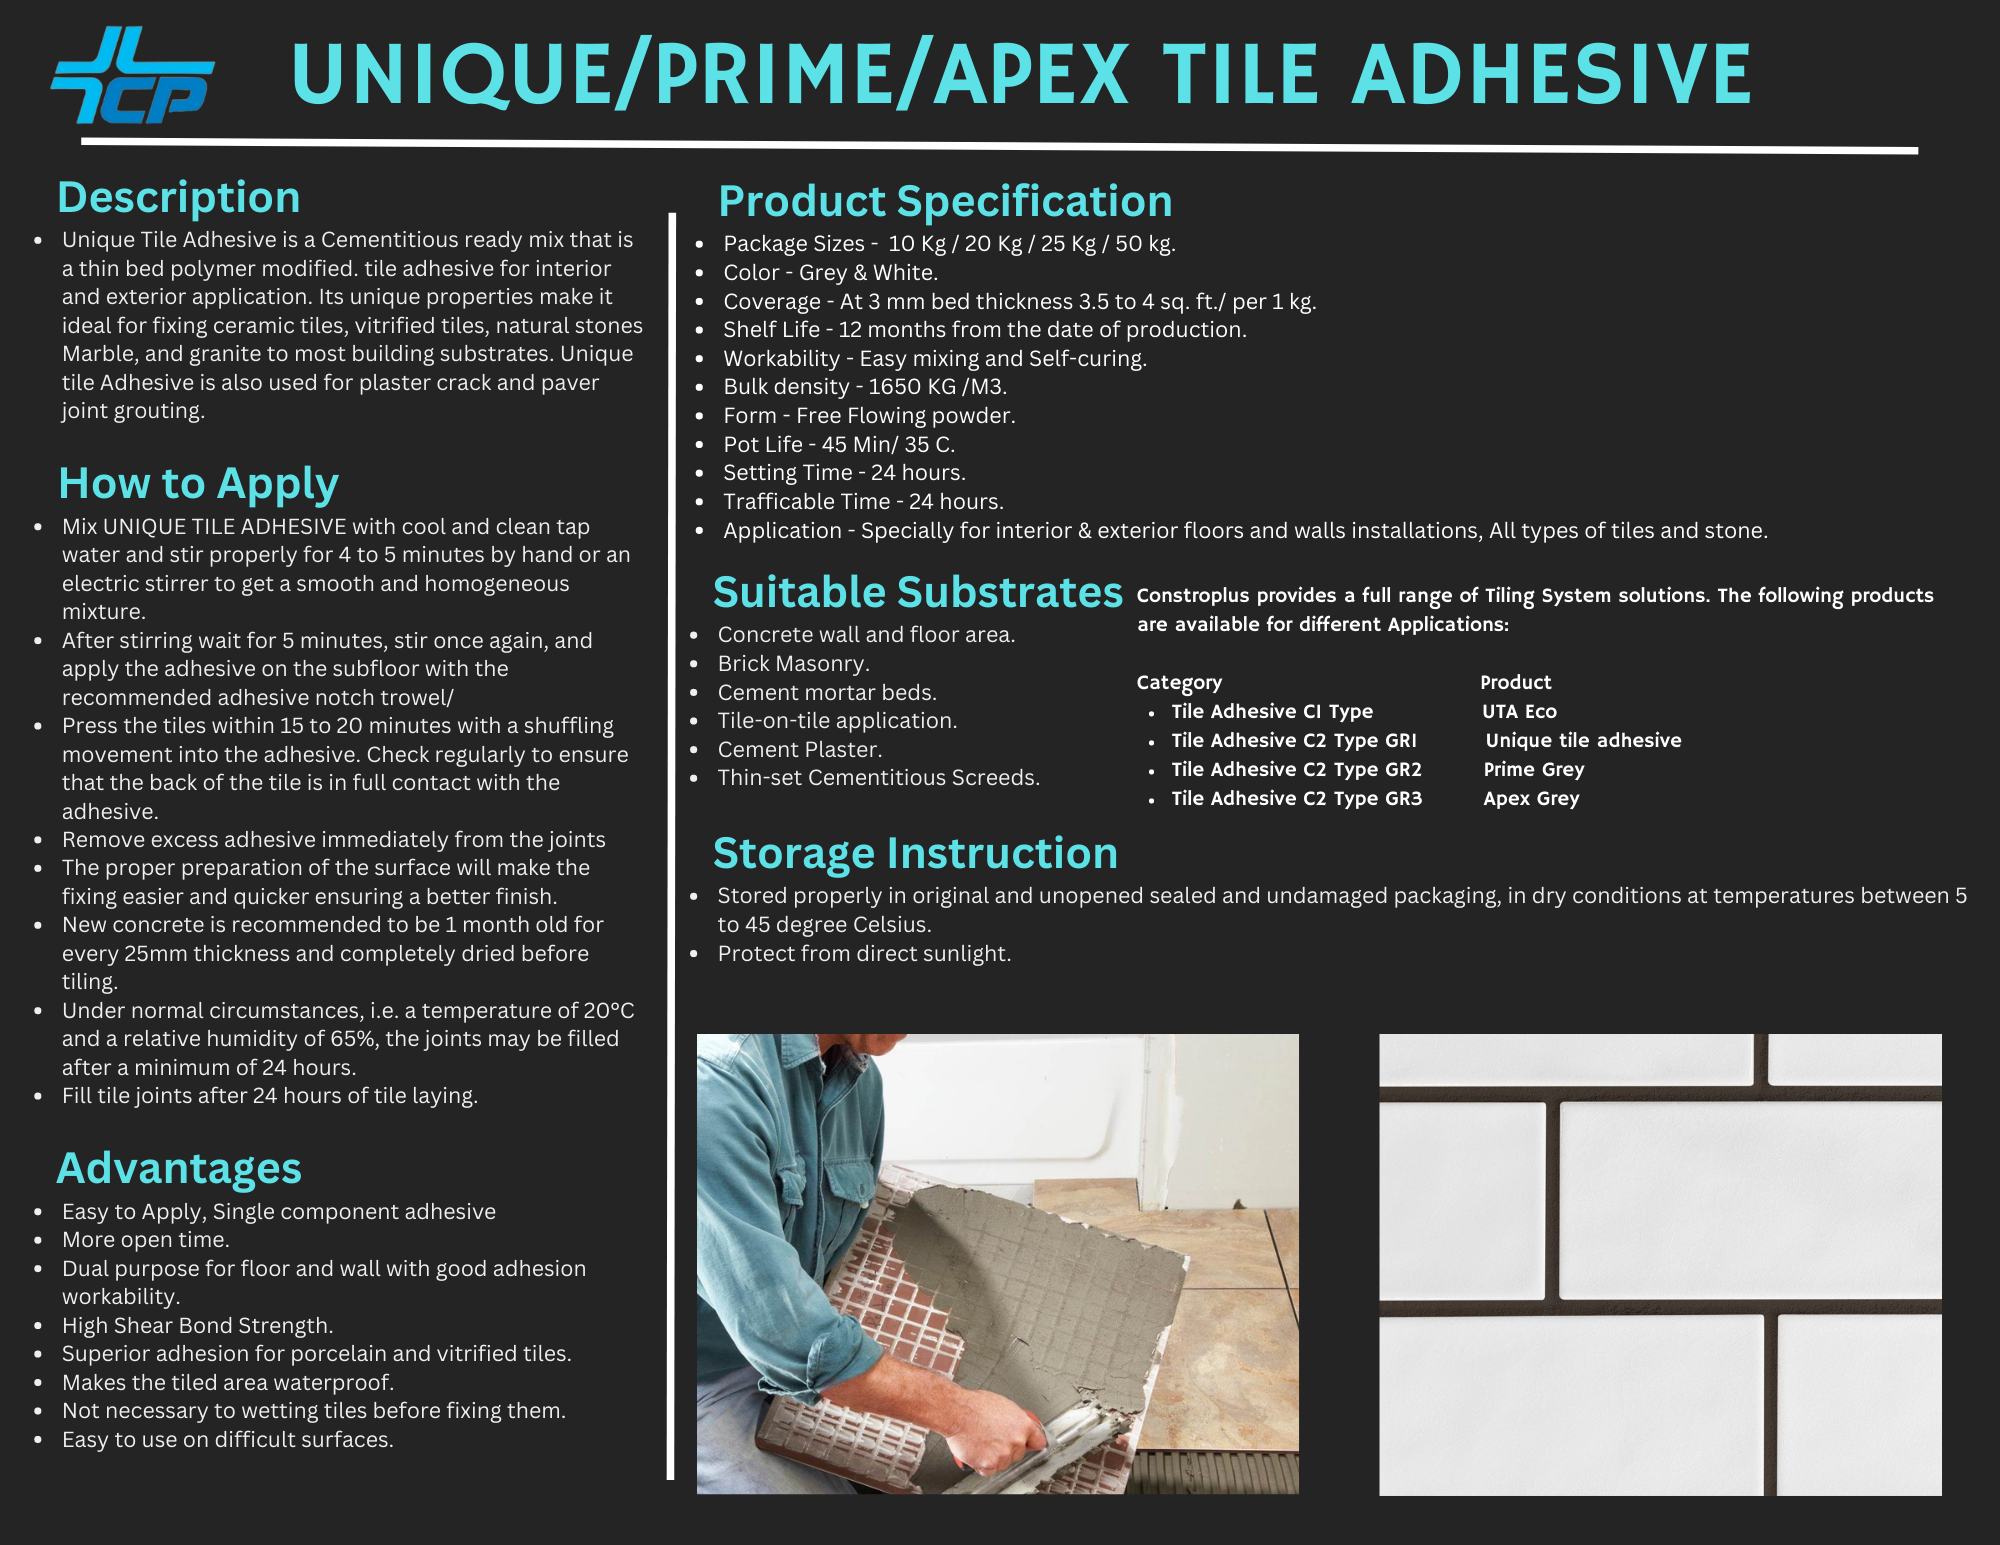 TCP
UNIQUE/PRIME/APEX TILE ADHESIVE
Description
• Unique Tile Adhesive is a Cementitious ready mix that is
a thin bed polymer modified. tile adhesive for interior
and exterior application. Its unique properties make it
ideal for fixing ceramic tiles, vitrified tiles, natural stones
Marble, and granite to most building substrates. Unique
tile Adhesive is also used for plaster crack and paver
joint grouting.
How to Apply
• Mix UNIQUE TILE ADHESIVE with cool and clean tap
water and stir properly for 4 to 5 minutes by hand or an
electric stirrer to get a smooth and homogeneous
mixture.
• After stirring wait for 5 minutes, stir once again, and
apply the adhesive on the subfloor with the
recommended adhesive notch trowel/
• Press the tiles within 15 to 20 minutes with a shuffling
movement into the adhesive. Check regularly to ensure
that the back of the tile is in full contact with the
adhesive.
• Remove excess adhesive immediately from the joints
• The proper preparation of the surface will make the
fixing easier and quicker ensuring a better finish.
• New concrete is recommended to be 1 month old for
every 25mm thickness and completely dried before
tiling.
• Under normal circumstances, i.e. a temperature of 20°C
and a relative humidity of 65%, the joints may be filled
after a minimum of 24 hours.
• Fill tile joints after 24 hours of tile laying.
Advantages
• Easy to Apply, Single component adhesive
• More open time.
• Dual purpose for floor and wall with good adhesion
workability.
• High Shear Bond Strength.
• Superior adhesion for porcelain and vitrified tiles.
• Makes the tiled area waterproof.
• Not necessary to wetting tiles before fixing them.
• Easy to use on difficult surfaces.
Product Specification
• Package Sizes - 10 Kg / 20 Kg / 25 Kg / 50 kg.
• Color - Grey & White.
• Coverage - At 3 mm bed thickness 3.5 to 4 sq. ft./ per 1 kg.
• Shelf Life - 12 months from the date of production.
• Workability - Easy mixing and Self-curing.
• Bulk density - 1650 KG /M3.
• Form - Free Flowing powder.
• Pot Life - 45 Min/ 35 C.
• Setting Time - 24 hours.
• Trafficable Time - 24 hours.
• Application - Specially for interior & exterior floors and walls installations, All types of tiles and stone.
Suitable Substrates
• Concrete wall and floor area.
• Brick Masonry.
• Cement mortar beds.
• Tile-on-tile application.
• Cement Plaster.
• Thin-set Cementitious Screeds.
Constroplus provides a full range of Tiling System solutions. The following products
are available for different Applications:
Category Product
• Tile Adhesive C1 Type UTA Eco
• Tile Adhesive C2 Type GR1 Unique tile adhesive
• Tile Adhesive C2 Type GR2 Prime Grey
• Tile Adhesive C2 Type GR3 Apex Grey
Storage Instruction
• Stored properly in original and unopened sealed and undamaged packaging, in dry conditions at temperatures between 5
to 45 degree Celsius.
• Protect from direct sunlight.